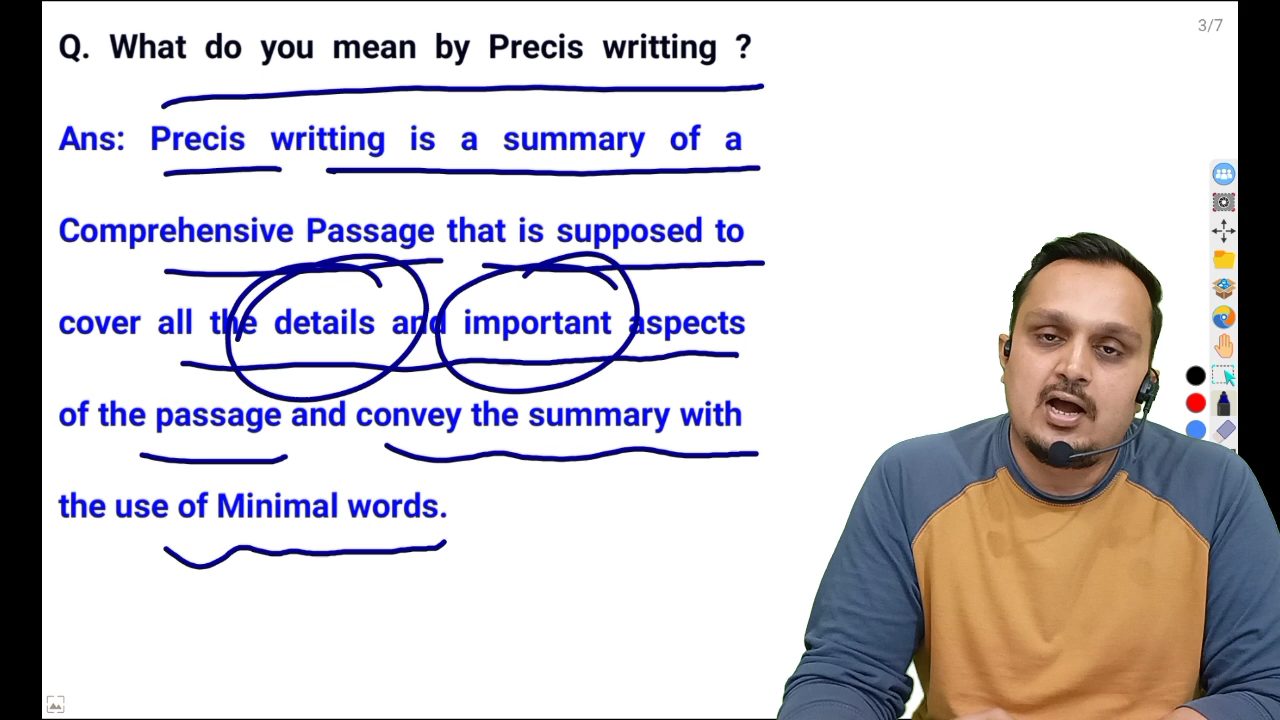 3/7
Q. What do you mean by Precis writting ?
Ans: Precis writting is a summary of a
Comprehensive Passage that is supposed to
cover all the details and important aspects
of the passage and convey the summary with
the use of Minimal words.